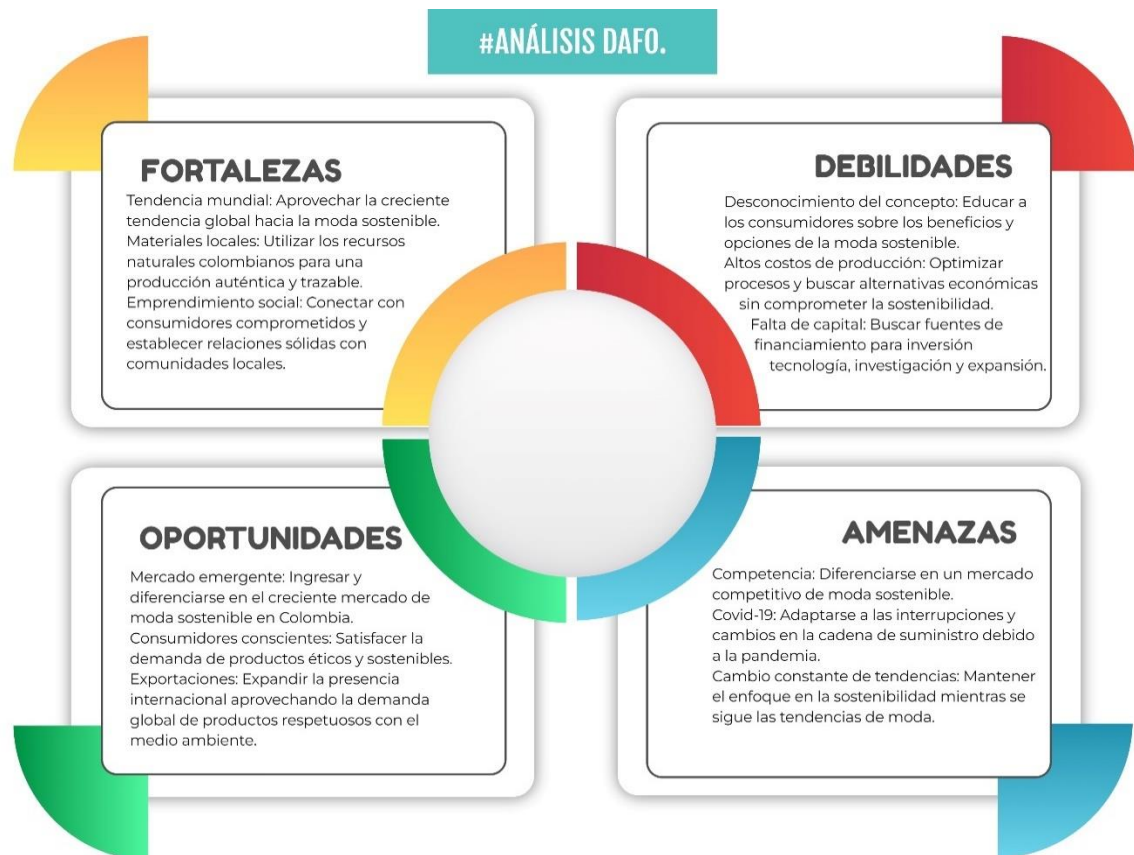 #ANÁLISIS DAFO.
FORTALEZAS
Tendencia mundial: Aprovechar la creciente
tendencia global hacia la moda sostenible.
Materiales locales: Utilizar los recursos
naturales colombianos para una
producción auténtica y trazable.
Emprendimiento social: Conectar con
consumidores comprometidos y
establecer relaciones sólidas con
comunidades locales.
DEBILIDADES
Desconocimiento del concepto: Educar a
los consumidores sobre los beneficios y
opciones de la moda sostenible.
Altos costos de producción: Optimizar
procesos y buscar alternativas económicas
sin comprometer la sostenibilidad.
Falta de capital: Buscar fuentes de
financiamiento para inversión
tecnología, investigación y expansión.
OPORTUNIDADES
Mercado emergente: Ingresar y
diferenciarse en el creciente mercado de
moda sostenible en Colombia.
Consumidores conscientes: Satisfacer la
demanda de productos éticos y sostenibles.
Exportaciones: Expandir la presencia
internacional aprovechando la demanda
global de productos respetuosos con el
medio ambiente.
AMENAZAS
Competencia: Diferenciarse en un mercado
competitivo de moda sostenible.
Covid-19: Adaptarse a las interrupciones y
cambios en la cadena de suministro debido
a la pandemia.
Cambio constante de tendencias: Mantener
el enfoque en la sostenibilidad mientras se
sigue las tendencias de moda.